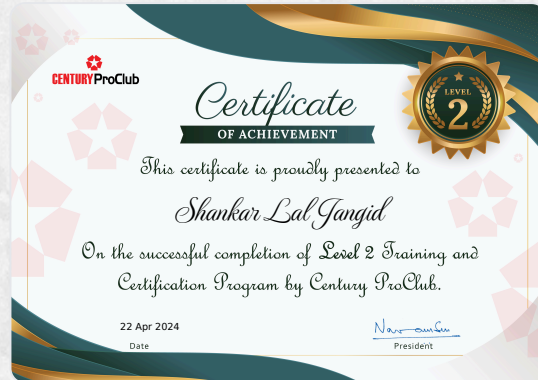 CENTURY ProClub
LEVEL
2
Certificate
OF ACHIEVEMENT
This certificate is proudly presented to
Shankar Lal Jangid
On the successful completion of Level 2 Training and
Certification Program by Century ProClub.
22 Apr 2024
Date
President